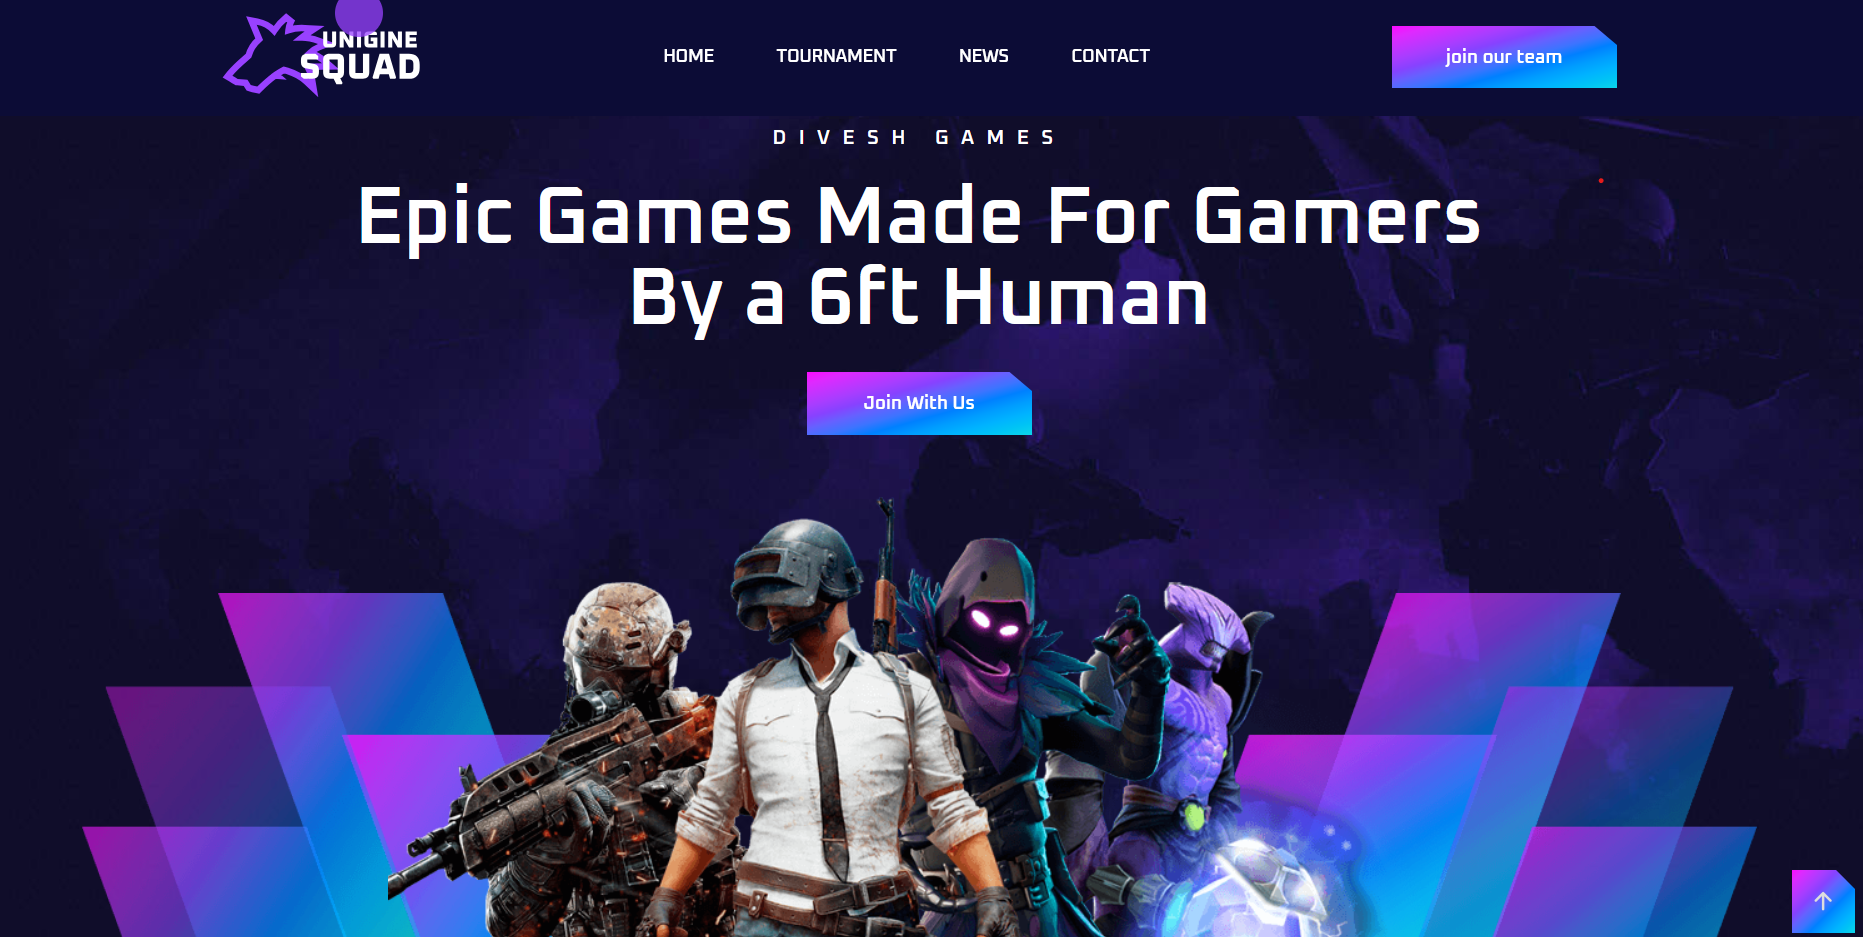 UNIGINE
SQUAD
HOME
TOURNAMENT
NEWS
CONTACT
join our team
DIVESH GAMES
Epic Games Made For Gamers
By a 6ft Human
Join With Us